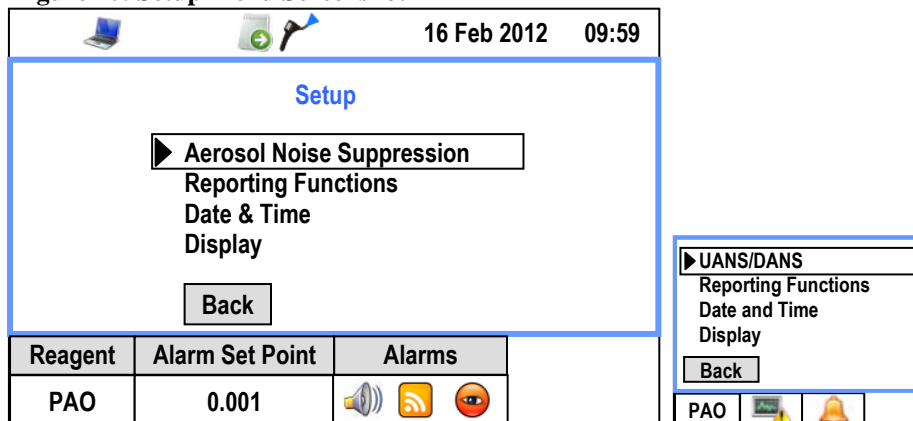 16 Feb 2012 09:59
Setup
Aerosol Noise Suppression
Reporting Functions
Date & Time
Display
Back
Reagent Alarm Set Point Alarms
PAO 0.001
UANS/DANS
Reporting Functions
Date and Time
Display
Back
PAO